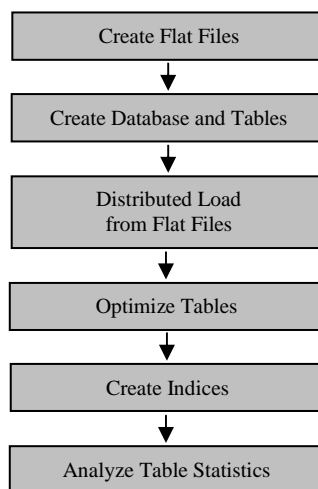 Create Flat Files
Create Database and Tables
Distributed Load
from Flat Files
Optimize Tables
Create Indices
Analyze Table Statistics